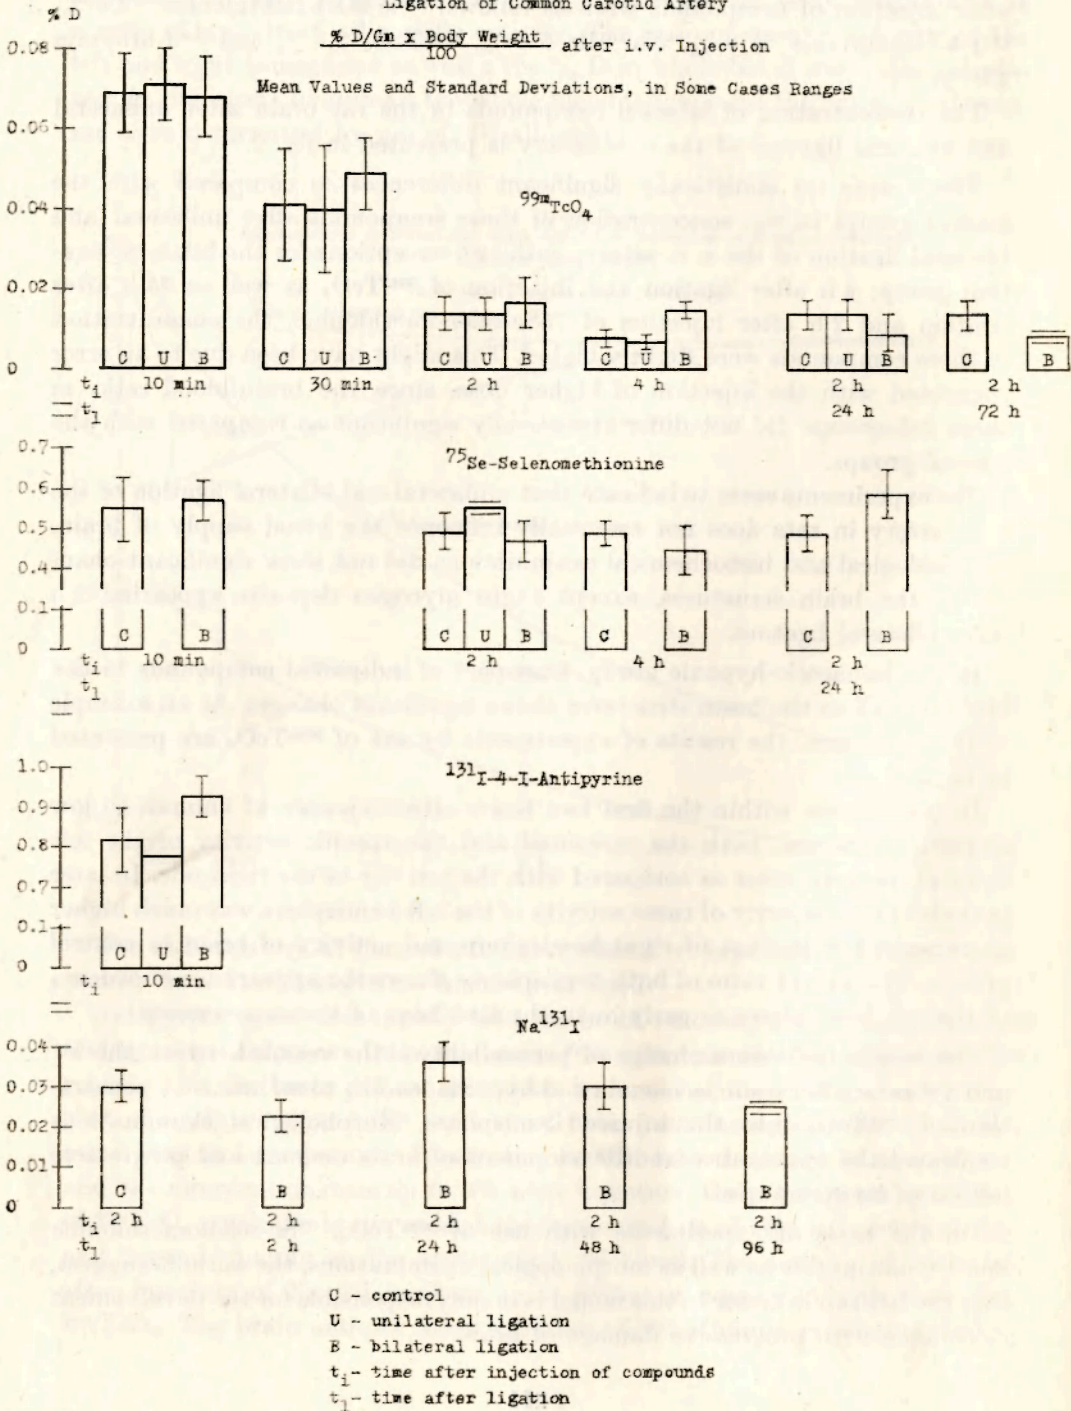 Ligation of Common Carotid Artery
% D
% D/Gm x Body Weight
100
after i.v. Injection
Mean Values and Standard Deviations, in Some Cases Ranges
0.08
0.06
0.04
0.02
0
99mTcO4
C U B
C U B
C U B
C U B
C U B
C
B
ti 10 min 30 min 2 h 4 h 2 h 2 h
tl 24 h 72 h
0.7
0.6
0.5
0.4
0.1
0
75Se-Selenomethionine
C B
C U B
C B
C B
ti 10 min 2 h 4 h 2 h
tl 24 h
1.0
0.9
0.8
0.7
0.1
0
131I-4-I-Antipyrine
C U B
ti 10 min
Na131I
0.04
0.03
0.02
0.01
0
C B B B B
ti 2 h 2 h 2 h 2 h 2 h
tl 2 h 24 h 48 h 96 h
C - control
U - unilateral ligation
B - bilateral ligation
ti - time after injection of compounds
tl - time after ligation